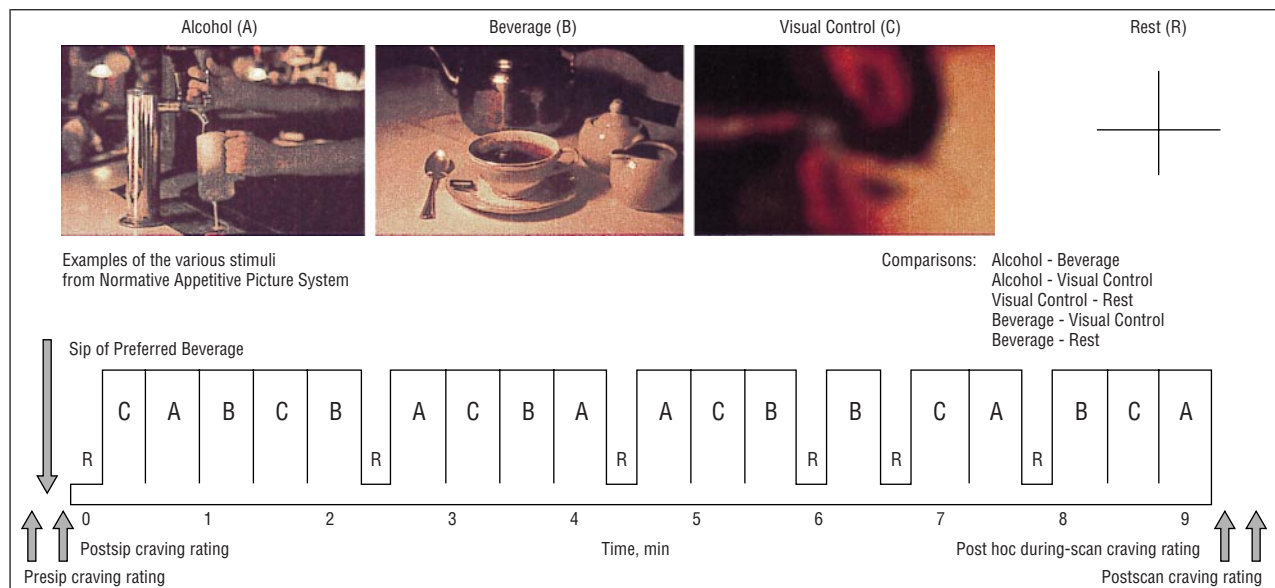 Alcohol (A)
Beverage (B)
Visual Control (C)
Rest (R)
Examples of the various stimuli
from Normative Appetitive Picture System
Comparisons: Alcohol - Beverage
Alcohol - Visual Control
Visual Control - Rest
Beverage - Visual Control
Beverage - Rest
Sip of Preferred Beverage
R C A B C B R A C B A R A C B R B R C A R B C A
0 1 2 3 4 5 6 7 8 9
Postsip craving rating
Time, min
Post hoc during-scan craving rating
Presip craving rating
Postscan craving rating